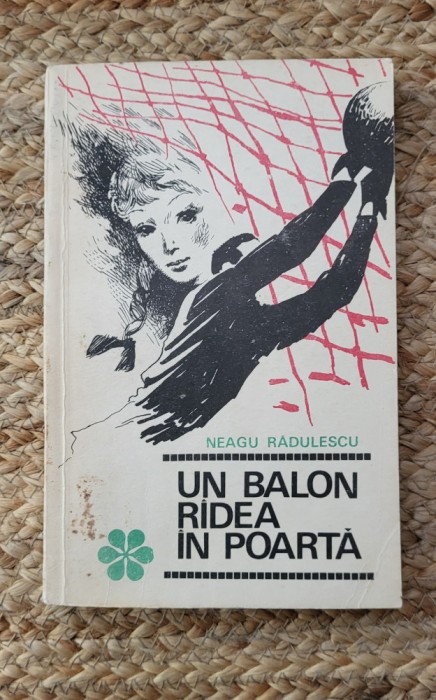 NEAGU RĂDULESCU
UN BALON
RÎDEA
ÎN POARTĂ